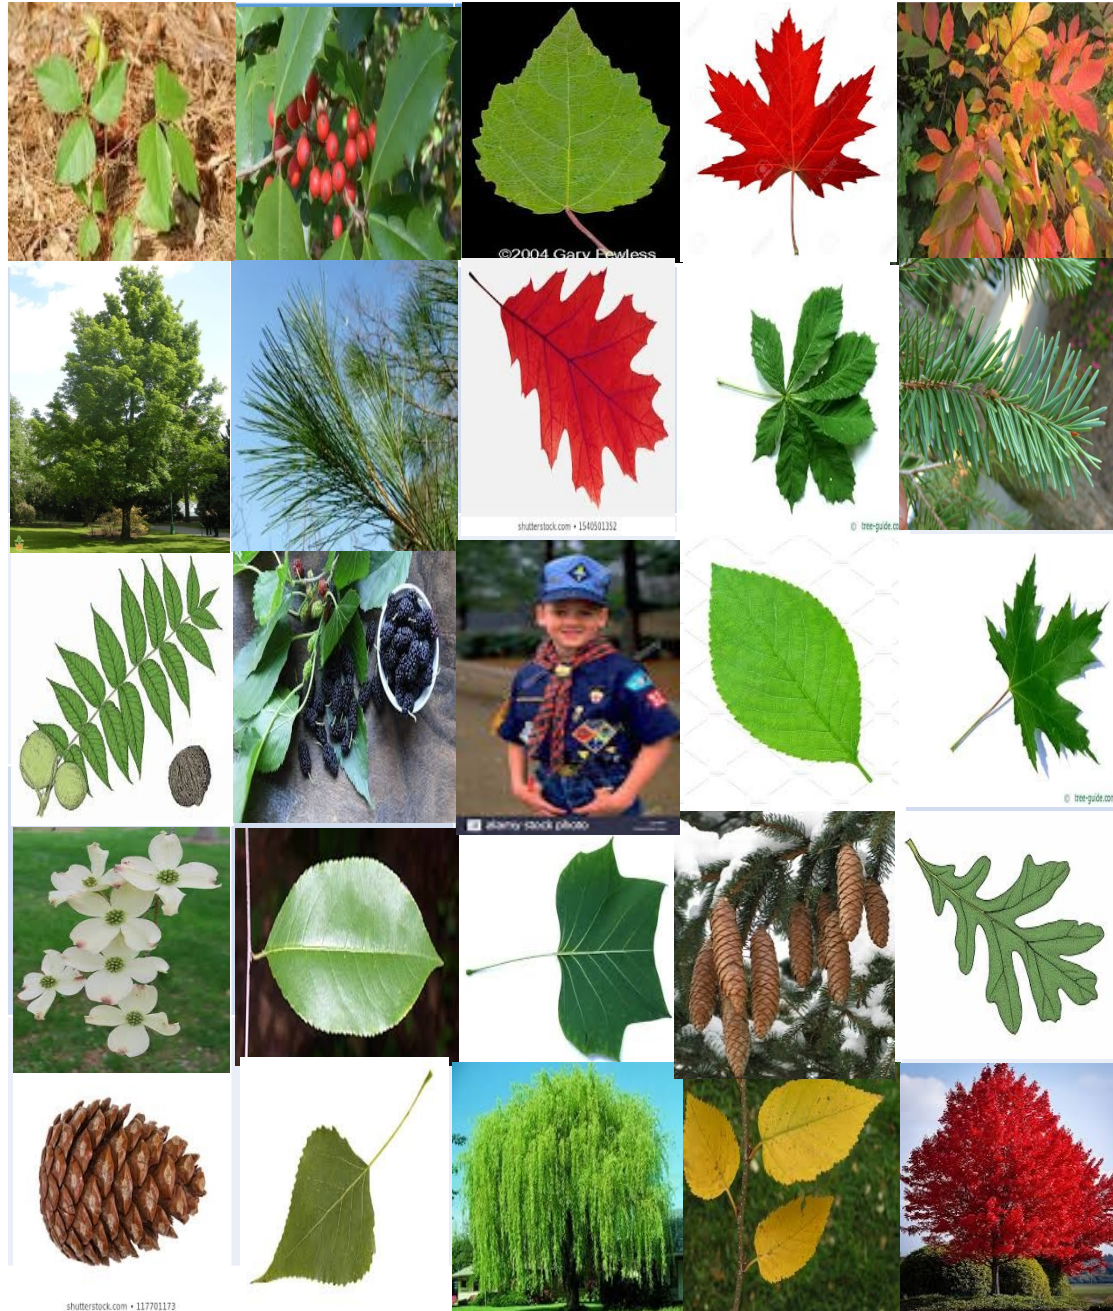 ©2004 Gary Fewless
shutterstock.com • 1540501352
© tree-guide.com
alamy stock photo
© tree-guide.com
shutterstock.com • 117701173